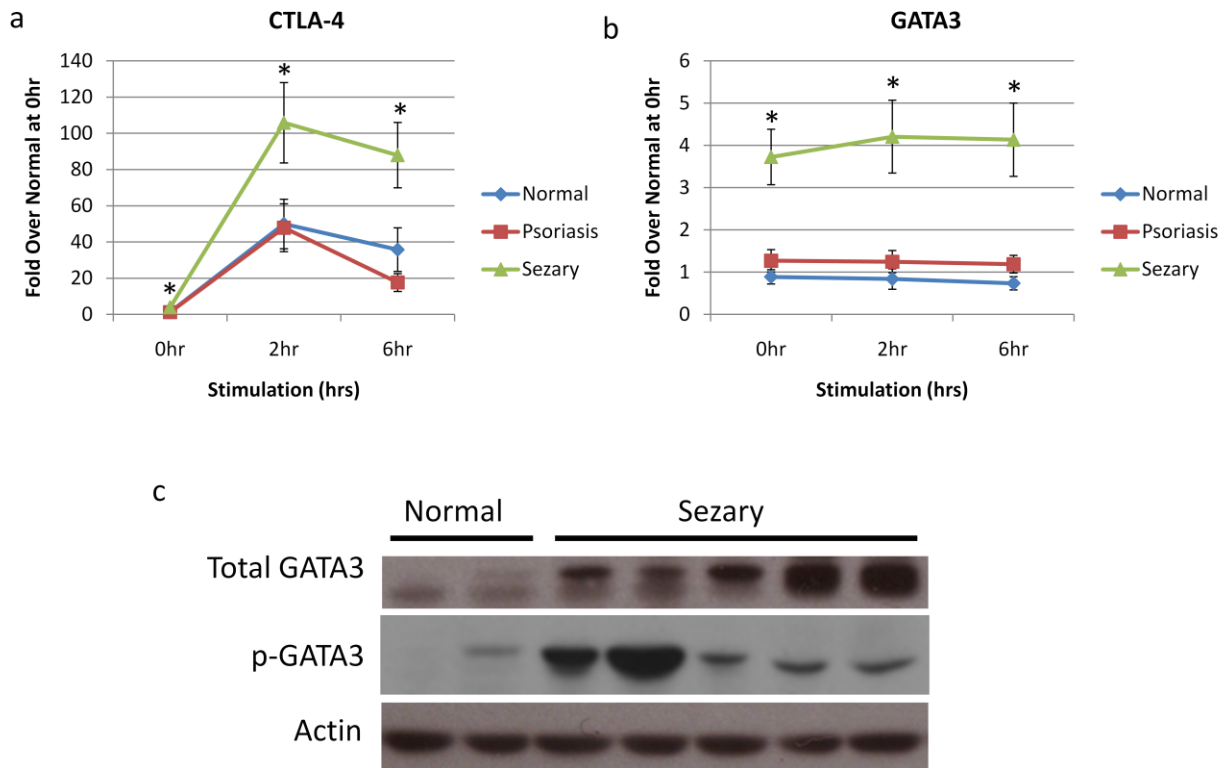 a
CTLA-4
Fold Over Normal at 0hr
140
120
100
80
60
40
20
0
*
*
*
0hr
2hr
6hr
Stimulation (hrs)
Normal
Psoriasis
Sezary
b
GATA3
Fold Over Normal at 0hr
6
5
4
3
2
1
0
*
*
*
0hr
2hr
6hr
Stimulation (hrs)
Normal
Psoriasis
Sezary
c
Normal
Sezary
Total GATA3
p-GATA3
Actin